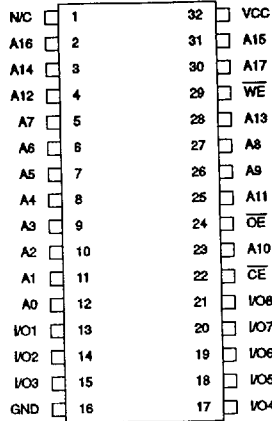 N/C 1 32 VCC
A16 2 31 A15
A14 3 30 A17
A12 4 29 WE
A7 5 28 A13
A6 6 27 A8
A5 7 26 A9
A4 8 25 A11
A3 9 24 OE
A2 10 23 A10
A1 11 22 CE
A0 12 21 I/O8
I/O1 13 20 I/O7
I/O2 14 19 I/O6
I/O3 15 18 I/O5
GND 16 17 I/O4